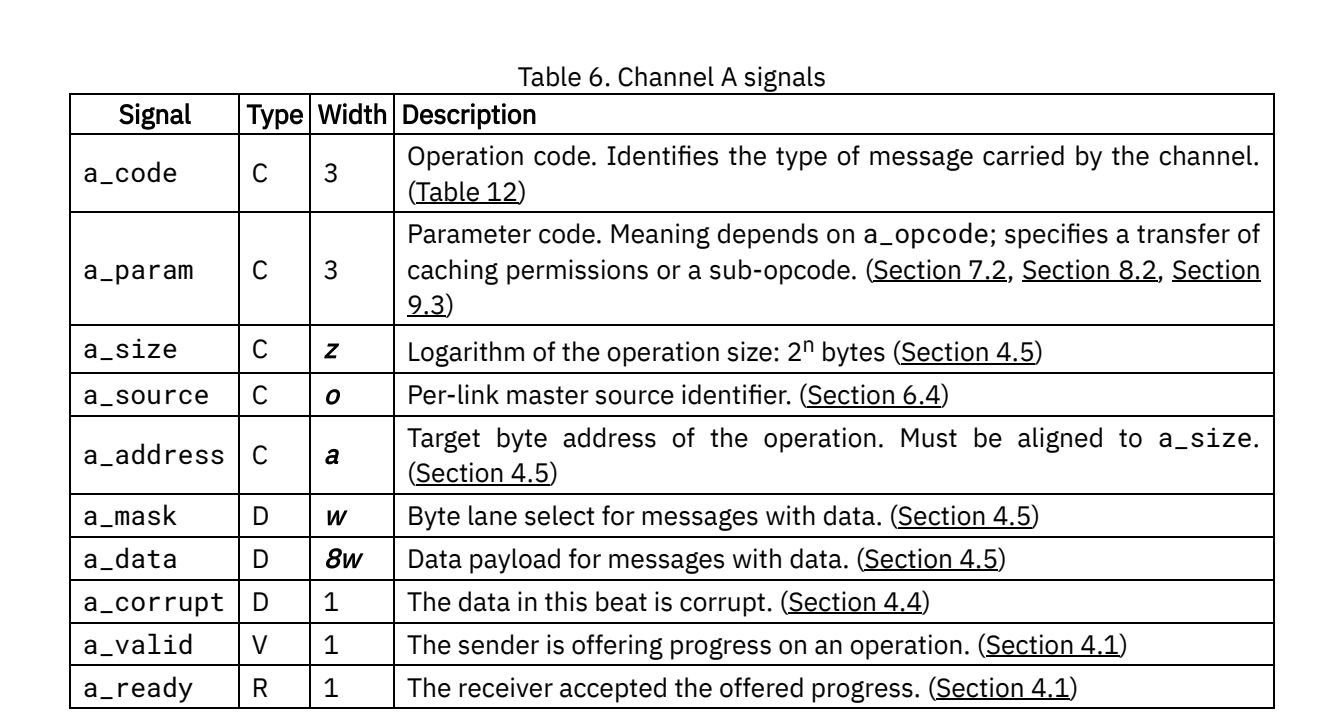 Table 6. Channel A signals
Signal Type Width Description
a_code C 3 Operation code. Identifies the type of message carried by the channel.
(Table 12)
a_param C 3 Parameter code. Meaning depends on a_opcode; specifies a transfer of
caching permissions or a sub-opcode. (Section 7.2, Section 8.2, Section
9.3)
a_size C z Logarithm of the operation size: 2ⁿ bytes (Section 4.5)
a_source C o Per-link master source identifier. (Section 6.4)
a_address C a Target byte address of the operation. Must be aligned to a_size.
(Section 4.5)
a_mask D w Byte lane select for messages with data. (Section 4.5)
a_data D 8w Data payload for messages with data. (Section 4.5)
a_corrupt D 1 The data in this beat is corrupt. (Section 4.4)
a_valid V 1 The sender is offering progress on an operation. (Section 4.1)
a_ready R 1 The receiver accepted the offered progress. (Section 4.1)